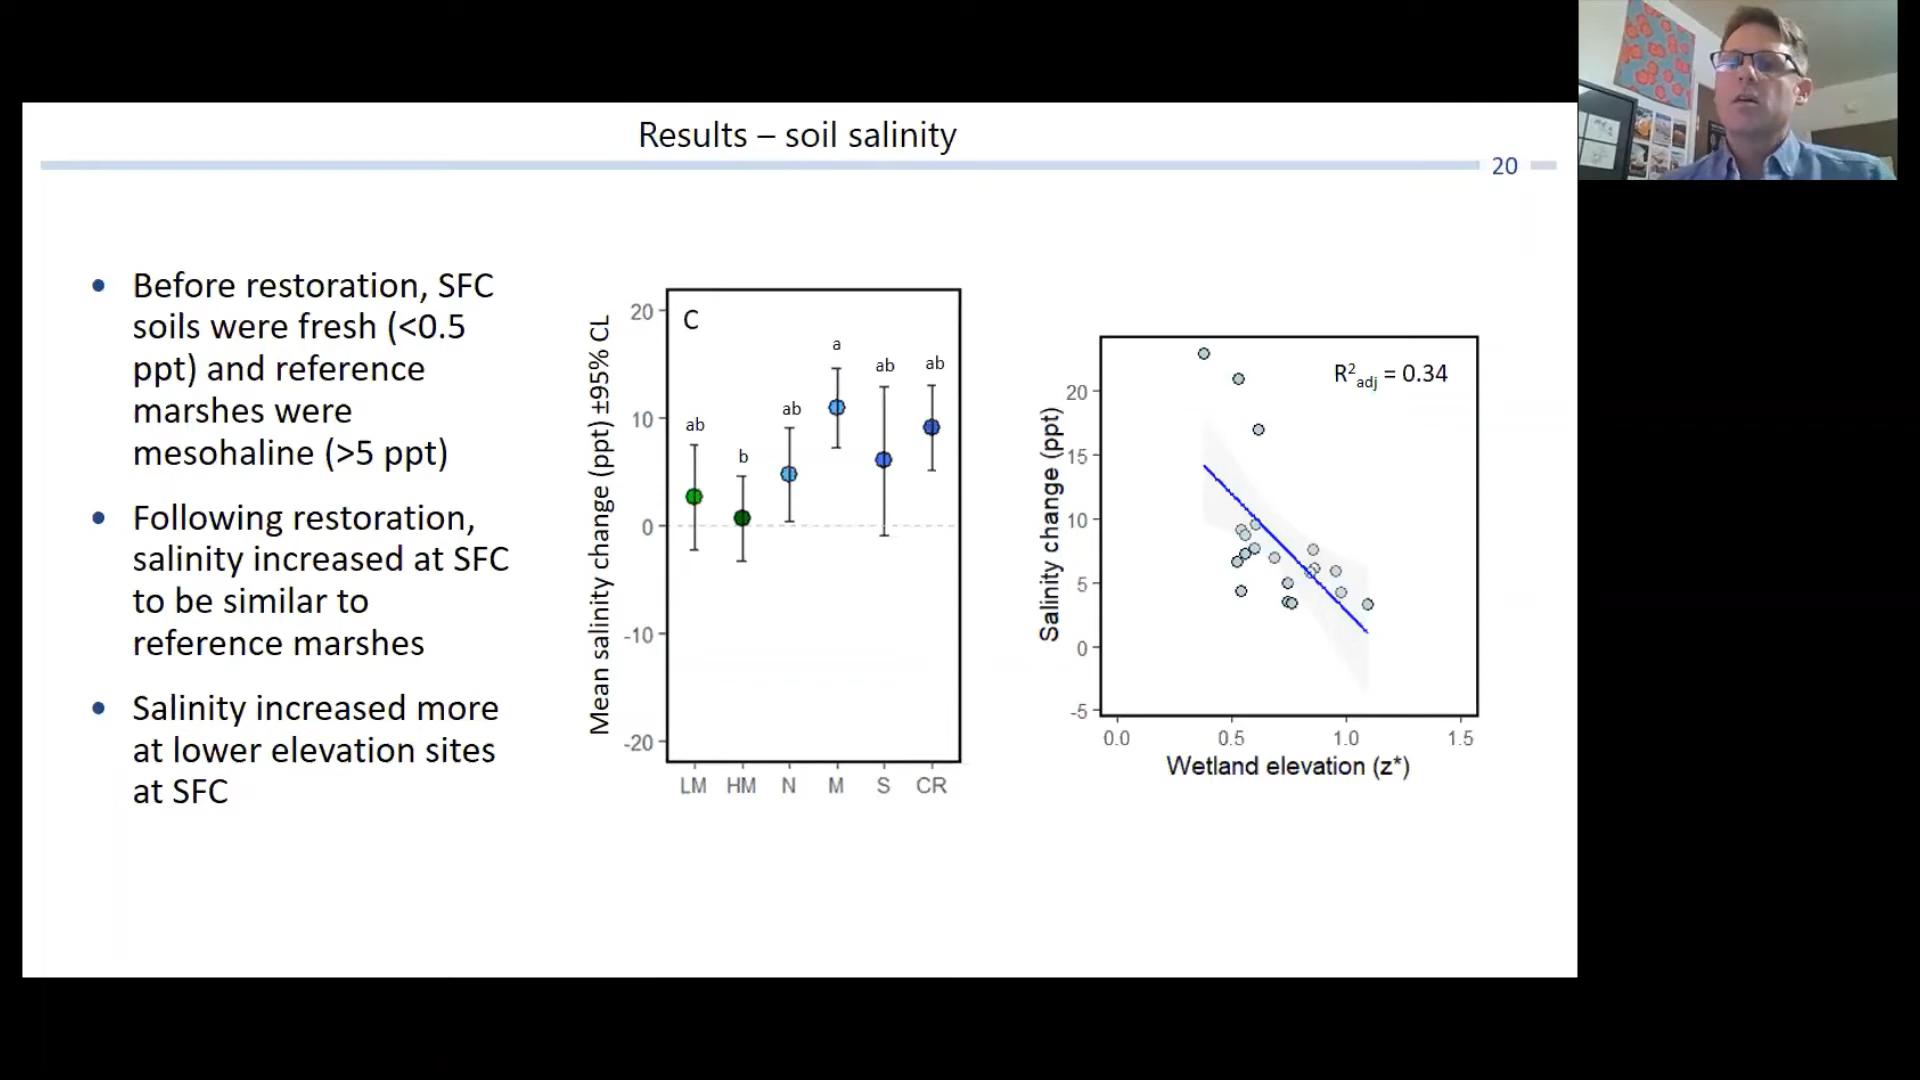 Results – soil salinity
20
• Before restoration, SFC
soils were fresh (<0.5
ppt) and reference
marshes were
mesohaline (>5 ppt)
• Following restoration,
salinity increased at SFC
to be similar to
reference marshes
• Salinity increased more
at lower elevation sites
at SFC
Mean salinity change (ppt) ±95% CL
20
10
0
-10
-20
C
ab
b
ab
a
ab
ab
LM HM N M S CR
Salinity change (ppt)
20
15
10
5
0
-5
R²adj = 0.34
0.0 0.5 1.0 1.5
Wetland elevation (z*)